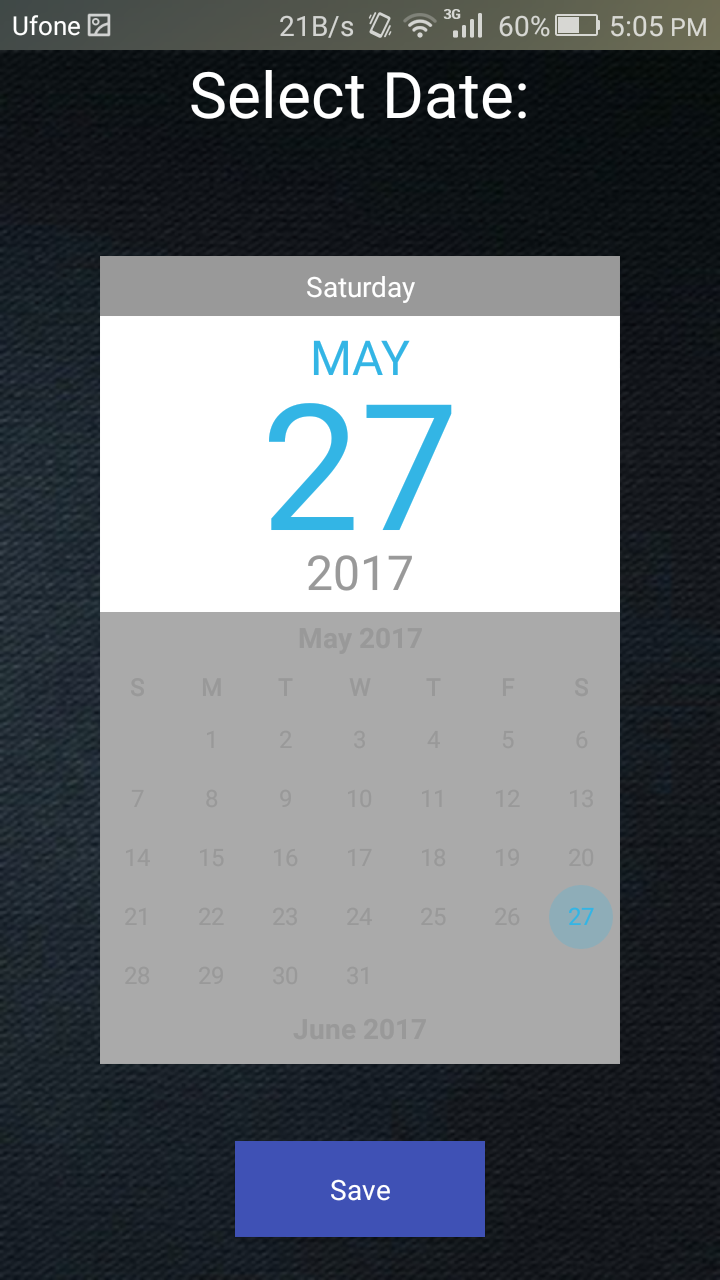 Ufone 21B/s 3G 60% 5:05 PM
Select Date:
Saturday
MAY
27
2017
May 2017
S M T W T F S
1 2 3 4 5 6
7 8 9 10 11 12 13
14 15 16 17 18 19 20
21 22 23 24 25 26 27
28 29 30 31
June 2017
Save